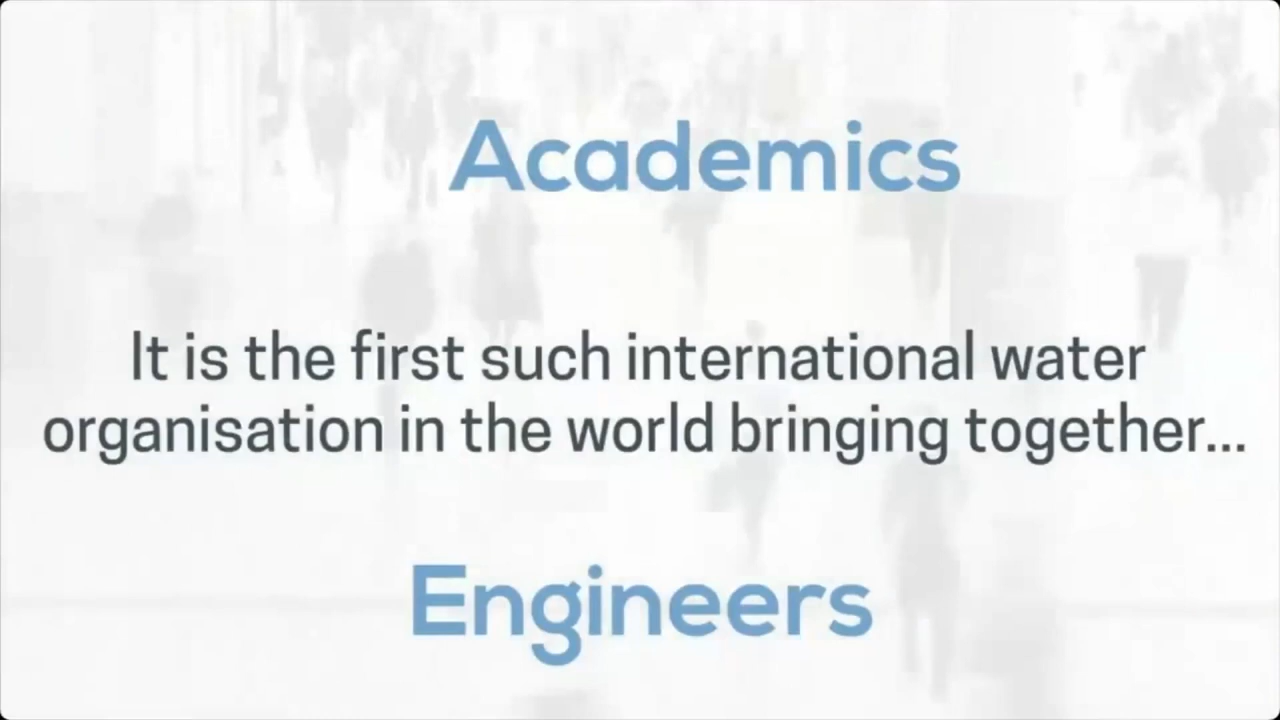 Academics
It is the first such international water
organisation in the world bringing together...
Engineers